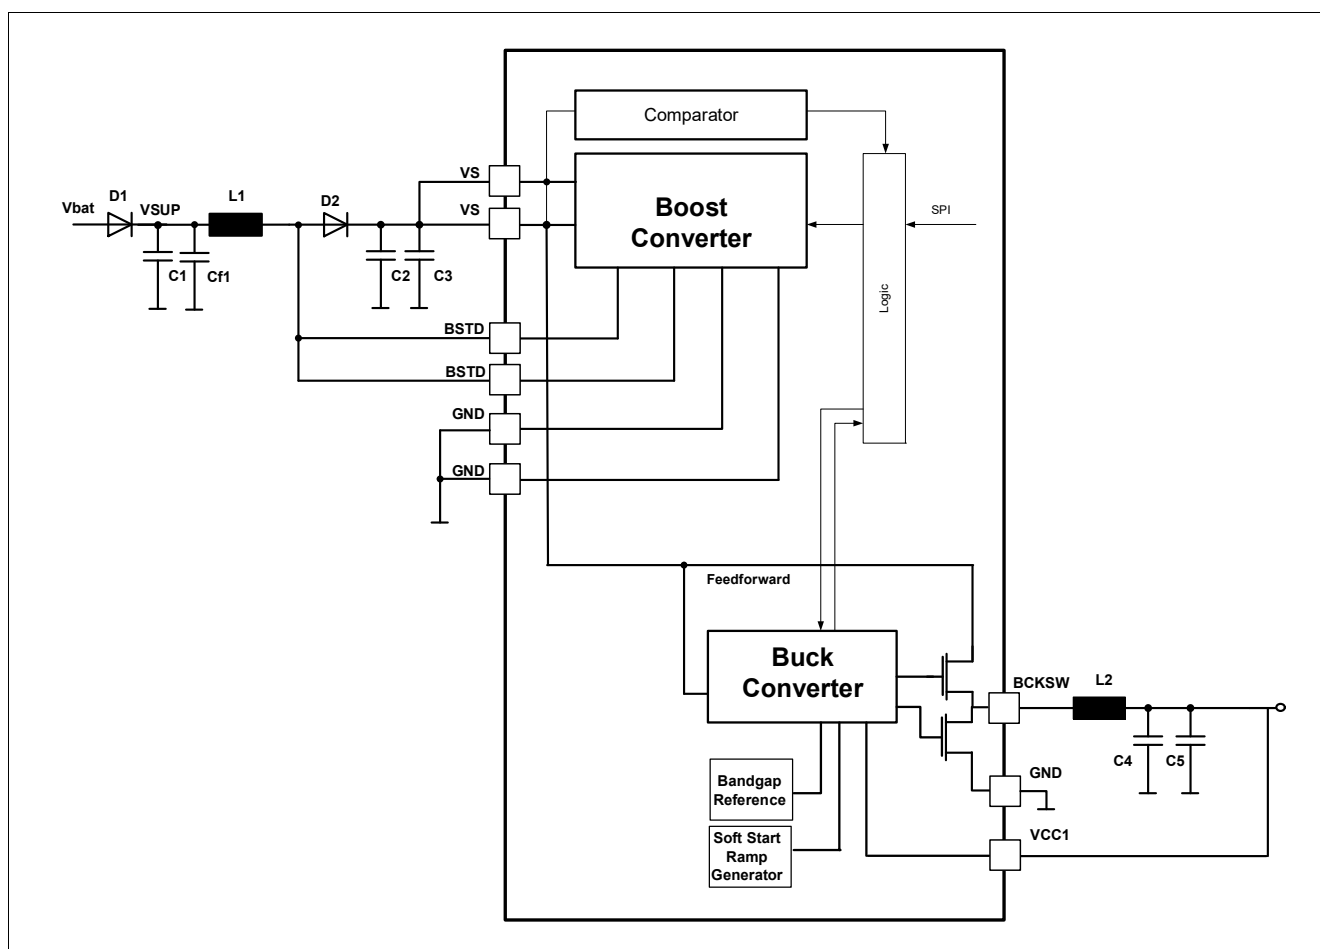 Comparator
VS
Boost
Converter
D1
L1
D2
Vbat
VSUP
VS
SPI
C1
Cf1
C2
C3
Logic
BSTD
BSTD
GND
GND
Feedforward
Buck
Converter
BCKSW
L2
C4
C5
GND
Bandgap
Reference
VCC1
Soft Start
Ramp
Generator